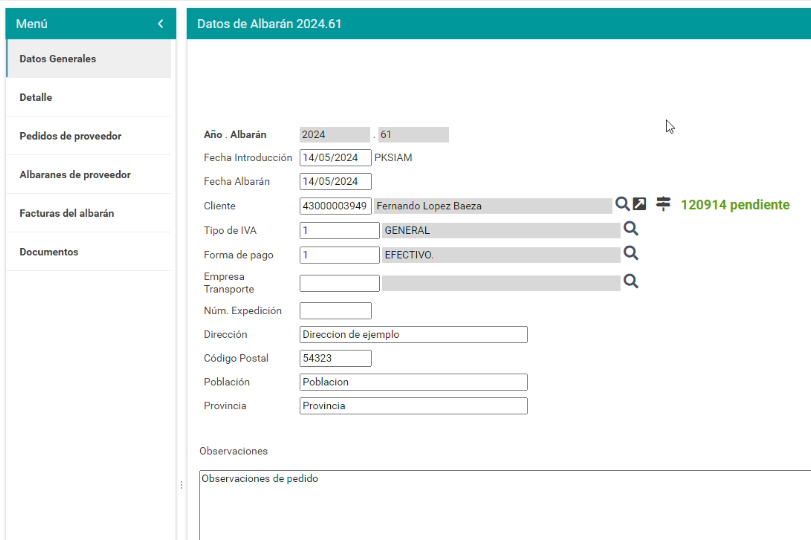 Menú
Datos Generales
Detalle
Pedidos de proveedor
Albaranes de proveedor
Facturas del albarán
Documentos
Datos de Albarán 2024.61
Año . Albarán 2024 . 61
Fecha Introducción 14/05/2024 PKSIAM
Fecha Albarán 14/05/2024
Cliente 43000003949 Fernando Lopez Baeza 120914 pendiente
Tipo de IVA 1 GENERAL
Forma de pago 1 EFECTIVO.
Empresa
Transporte
Núm. Expedición
Dirección Direccion de ejemplo
Código Postal 54323
Población Poblacion
Provincia Provincia
Observaciones
Observaciones de pedido